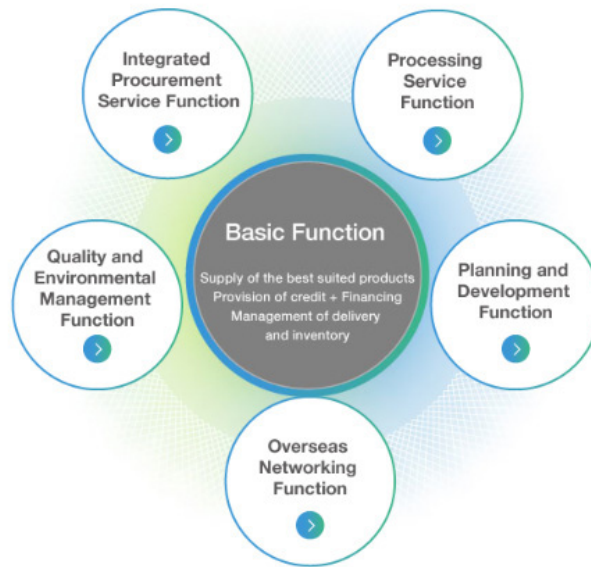 Integrated
Procurement
Service Function
Processing
Service
Function
Basic Function
Supply of the best suited products
Provision of credit + Financing
Management of delivery
and inventory
Quality and
Environmental
Management
Function
Planning and
Development
Function
Overseas
Networking
Function